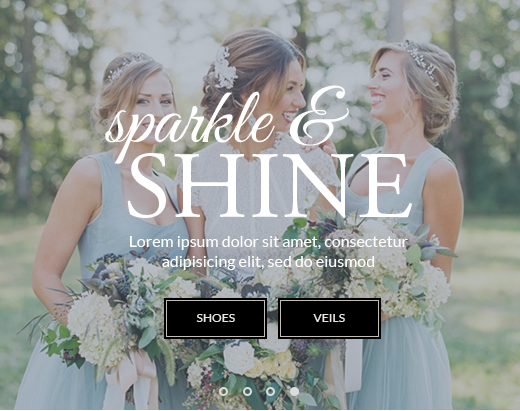 sparkle &
SHINE
Lorem ipsum dolor sit amet, consectetur
adipisicing elit, sed do eiusmod
SHOES VEILS